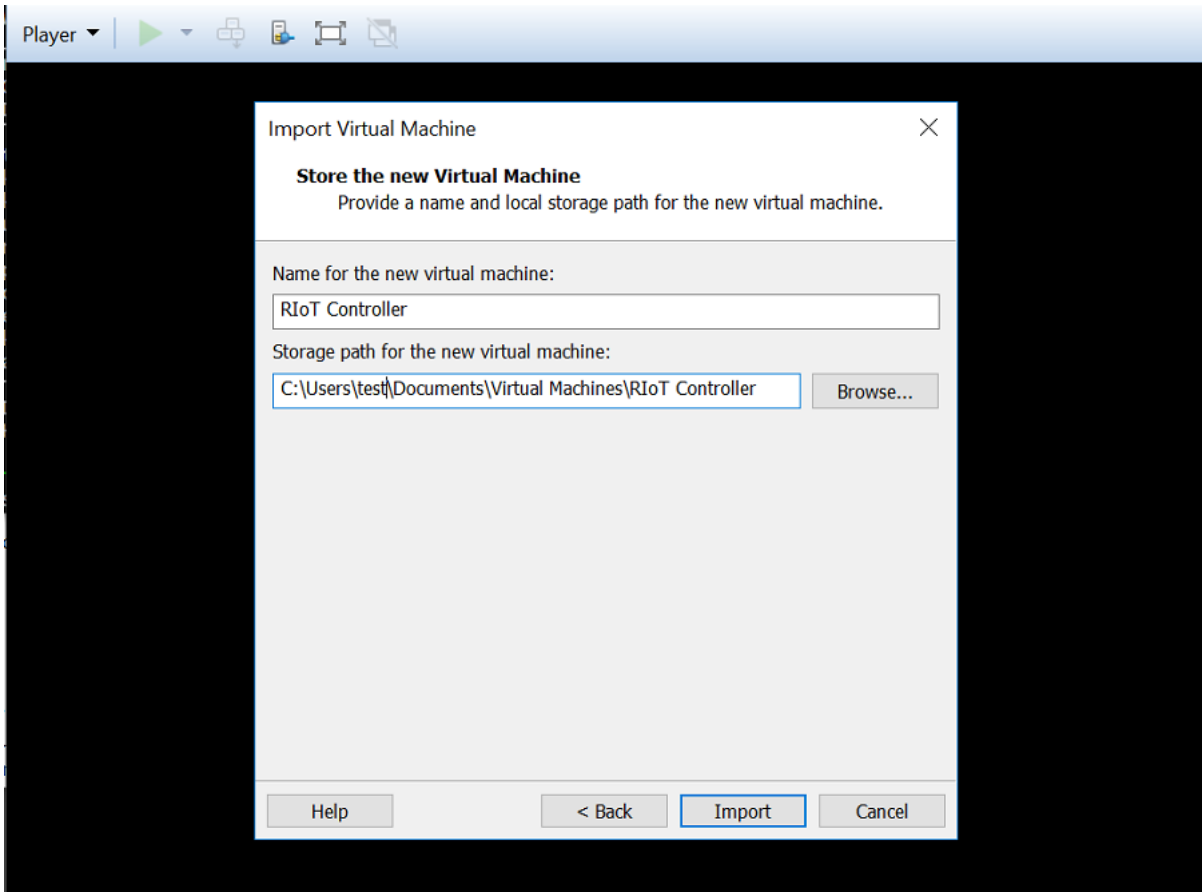 Player
Import Virtual Machine
Store the new Virtual Machine
Provide a name and local storage path for the new virtual machine.
Name for the new virtual machine:
RIoT Controller
Storage path for the new virtual machine:
C:\Users\test\Documents\Virtual Machines\RIoT Controller
Browse...
Help
< Back
Import
Cancel